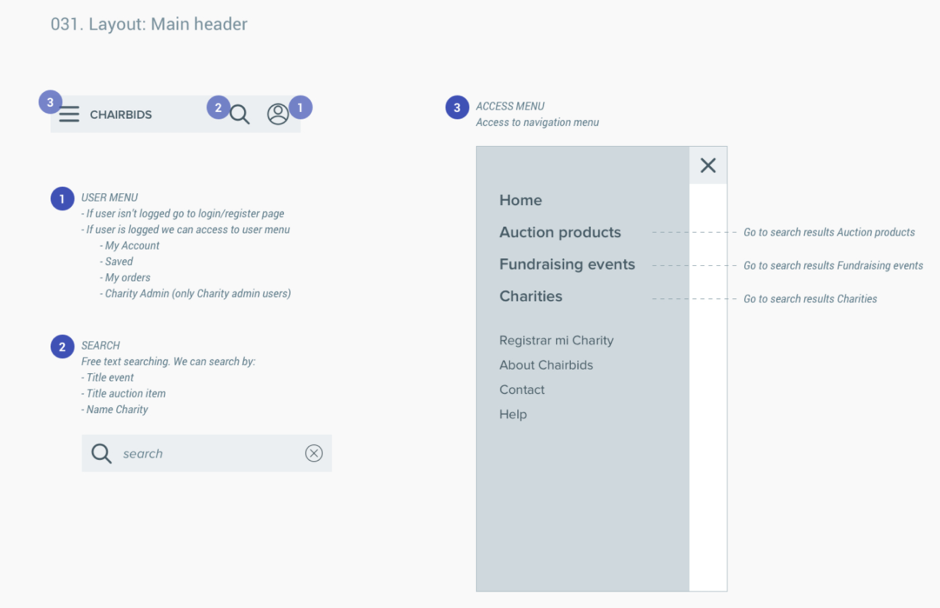 031. Layout: Main header
3
CHAIRBIDS
2
1
1
USER MENU
- If user isn't logged go to login/register page
- If user is logged we can access to user menu
- My Account
- Saved
- My orders
- Charity Admin (only Charity admin users)
2
SEARCH
Free text searching. We can search by:
- Title event
- Title auction item
- Name Charity
search
3
ACCESS MENU
Access to navigation menu
Home
Auction products
Go to search results Auction products
Fundraising events
Go to search results Fundraising events
Charities
Go to search results Charities
Registrar mi Charity
About Chairbids
Contact
Help